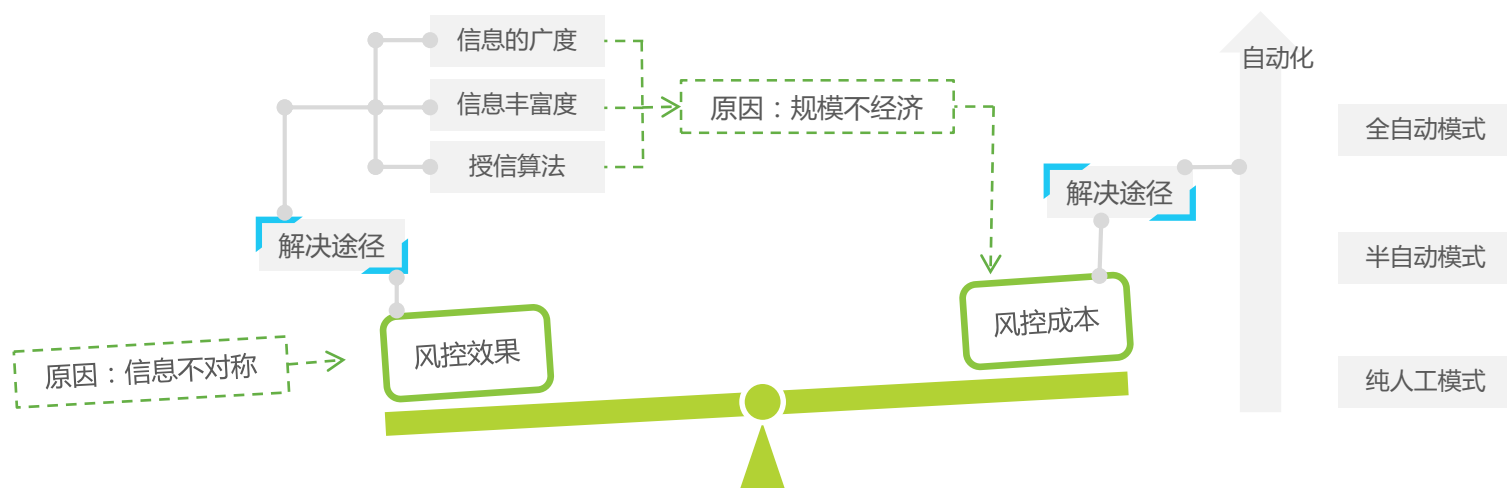 信息的广度
信息丰富度
授信算法
原因：规模不经济
自动化
全自动模式
解决途径
解决途径
半自动模式
风控效果
风控成本
原因：信息不对称
纯人工模式